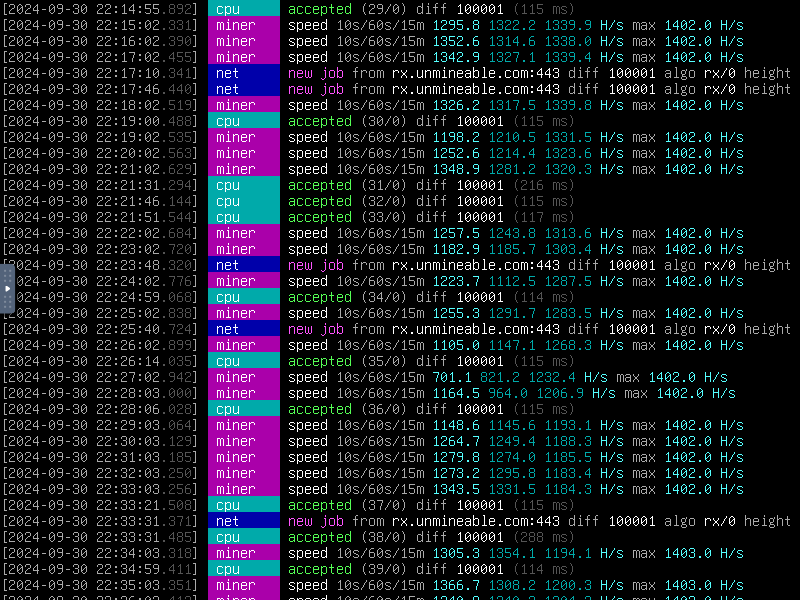 [2024-09-30 22:14:55.892] cpu accepted (29/0) diff 100001 (115 ms)
[2024-09-30 22:15:02.331] miner speed 10s/60s/15m 1295.8 1322.2 1339.9 H/s max 1402.0 H/s
[2024-09-30 22:16:02.390] miner speed 10s/60s/15m 1352.6 1314.6 1338.0 H/s max 1402.0 H/s
[2024-09-30 22:17:02.455] miner speed 10s/60s/15m 1342.9 1327.1 1339.4 H/s max 1402.0 H/s
[2024-09-30 22:17:10.341] net new job from rx.unmineable.com:443 diff 100001 algo rx/0 height
[2024-09-30 22:17:46.440] net new job from rx.unmineable.com:443 diff 100001 algo rx/0 height
[2024-09-30 22:18:02.519] miner speed 10s/60s/15m 1326.2 1317.5 1339.8 H/s max 1402.0 H/s
[2024-09-30 22:19:00.488] cpu accepted (30/0) diff 100001 (115 ms)
[2024-09-30 22:19:02.535] miner speed 10s/60s/15m 1198.2 1210.5 1331.5 H/s max 1402.0 H/s
[2024-09-30 22:20:02.563] miner speed 10s/60s/15m 1252.6 1214.4 1323.6 H/s max 1402.0 H/s
[2024-09-30 22:21:02.629] miner speed 10s/60s/15m 1348.9 1281.2 1320.3 H/s max 1402.0 H/s
[2024-09-30 22:21:31.294] cpu accepted (31/0) diff 100001 (216 ms)
[2024-09-30 22:21:46.144] cpu accepted (32/0) diff 100001 (115 ms)
[2024-09-30 22:21:51.544] cpu accepted (33/0) diff 100001 (117 ms)
[2024-09-30 22:22:02.684] miner speed 10s/60s/15m 1257.5 1243.8 1313.6 H/s max 1402.0 H/s
[2024-09-30 22:23:02.720] miner speed 10s/60s/15m 1182.9 1185.7 1303.4 H/s max 1402.0 H/s
[2024-09-30 22:23:48.320] net new job from rx.unmineable.com:443 diff 100001 algo rx/0 height
[2024-09-30 22:24:02.776] miner speed 10s/60s/15m 1223.7 1112.5 1287.5 H/s max 1402.0 H/s
[2024-09-30 22:24:59.068] cpu accepted (34/0) diff 100001 (114 ms)
[2024-09-30 22:25:02.838] miner speed 10s/60s/15m 1255.3 1291.7 1283.5 H/s max 1402.0 H/s
[2024-09-30 22:25:40.724] net new job from rx.unmineable.com:443 diff 100001 algo rx/0 height
[2024-09-30 22:26:02.899] miner speed 10s/60s/15m 1105.0 1147.1 1268.3 H/s max 1402.0 H/s
[2024-09-30 22:26:14.035] cpu accepted (35/0) diff 100001 (115 ms)
[2024-09-30 22:27:02.942] miner speed 10s/60s/15m 701.1 821.2 1232.4 H/s max 1402.0 H/s
[2024-09-30 22:28:03.000] miner speed 10s/60s/15m 1164.5 964.0 1206.9 H/s max 1402.0 H/s
[2024-09-30 22:28:06.028] cpu accepted (36/0) diff 100001 (115 ms)
[2024-09-30 22:29:03.064] miner speed 10s/60s/15m 1148.6 1145.6 1193.1 H/s max 1402.0 H/s
[2024-09-30 22:30:03.129] miner speed 10s/60s/15m 1264.7 1249.4 1188.3 H/s max 1402.0 H/s
[2024-09-30 22:31:03.185] miner speed 10s/60s/15m 1279.8 1274.0 1185.5 H/s max 1402.0 H/s
[2024-09-30 22:32:03.250] miner speed 10s/60s/15m 1273.2 1295.8 1183.4 H/s max 1402.0 H/s
[2024-09-30 22:33:03.256] miner speed 10s/60s/15m 1343.5 1331.5 1184.3 H/s max 1402.0 H/s
[2024-09-30 22:33:21.508] cpu accepted (37/0) diff 100001 (115 ms)
[2024-09-30 22:33:31.371] net new job from rx.unmineable.com:443 diff 100001 algo rx/0 height
[2024-09-30 22:33:31.485] cpu accepted (38/0) diff 100001 (288 ms)
[2024-09-30 22:34:03.318] miner speed 10s/60s/15m 1305.3 1354.1 1194.1 H/s max 1403.0 H/s
[2024-09-30 22:34:59.411] cpu accepted (39/0) diff 100001 (114 ms)
[2024-09-30 22:35:03.351] miner speed 10s/60s/15m 1366.7 1308.2 1200.3 H/s max 1403.0 H/s